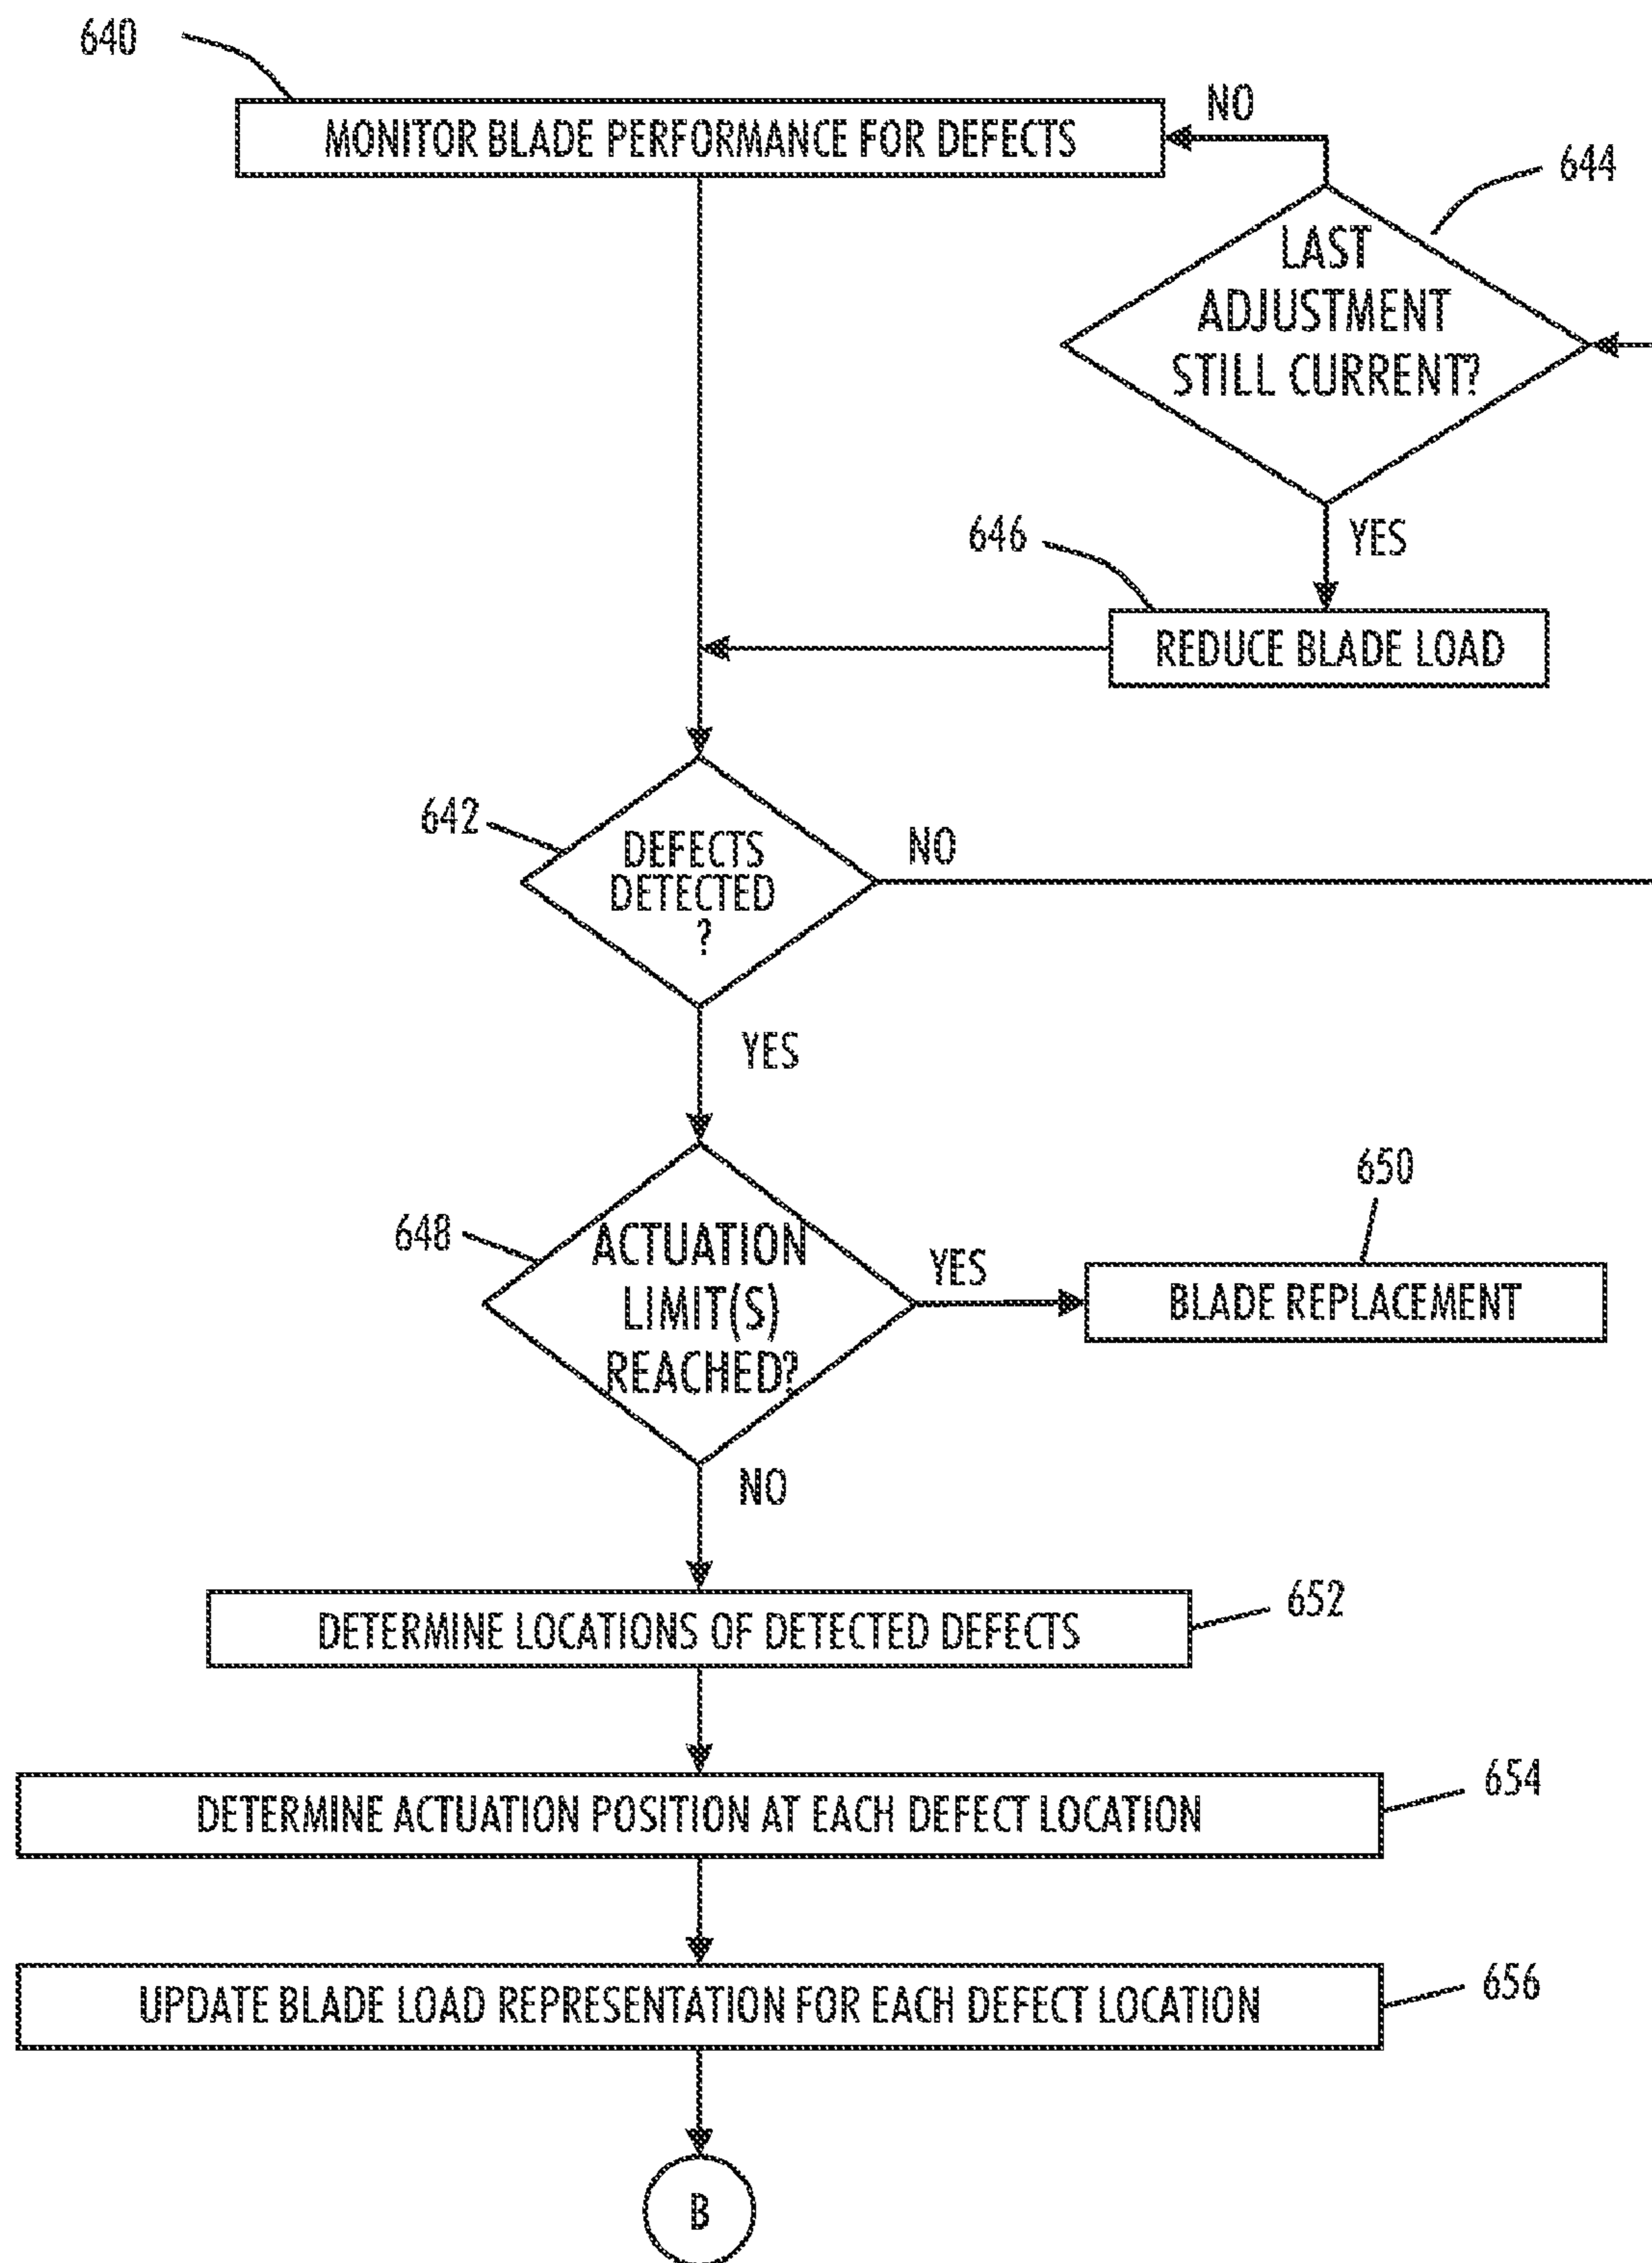 640
MONITOR BLADE PERFORMANCE FOR DEFECTS
NO
644
LAST
ADJUSTMENT
STILL CURRENT?
646
YES
REDUCE BLADE LOAD
642
DEFECTS
DETECTED
?
NO
YES
648
ACTUATION
LIMIT(S)
REACHED?
YES
650
BLADE REPLACEMENT
NO
DETERMINE LOCATIONS OF DETECTED DEFECTS
652
DETERMINE ACTUATION POSITION AT EACH DEFECT LOCATION
654
UPDATE BLADE LOAD REPRESENTATION FOR EACH DEFECT LOCATION
656
B